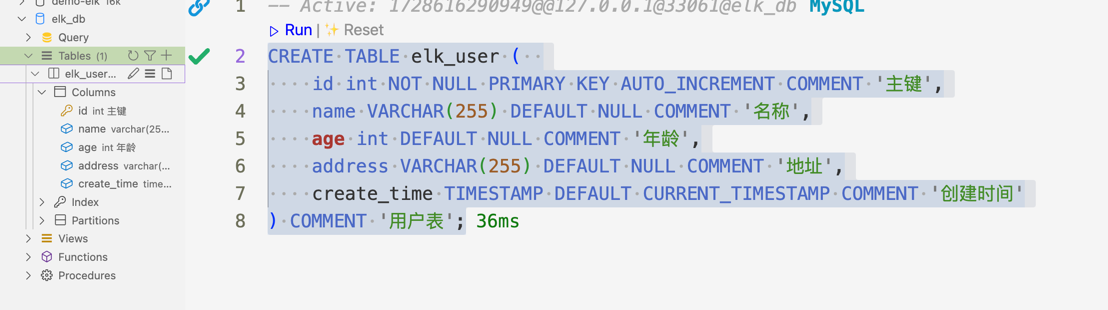 demo-elk 16k
elk_db
Query
Tables (1)
elk_user...
Columns
id int 主键
name varchar(25...
age int 年龄
address varchar(...
create_time time...
Index
Partitions
Views
Functions
Procedures
1 -- Active: 1728616290949@@127.0.0.1@33061@elk_db MySQL
Run | Reset
2 CREATE TABLE elk_user (
3 id int NOT NULL PRIMARY KEY AUTO_INCREMENT COMMENT '主键',
4 name VARCHAR(255) DEFAULT NULL COMMENT '名称',
5 age int DEFAULT NULL COMMENT '年龄',
6 address VARCHAR(255) DEFAULT NULL COMMENT '地址',
7 create_time TIMESTAMP DEFAULT CURRENT_TIMESTAMP COMMENT '创建时间'
8 ) COMMENT '用户表'; 36ms